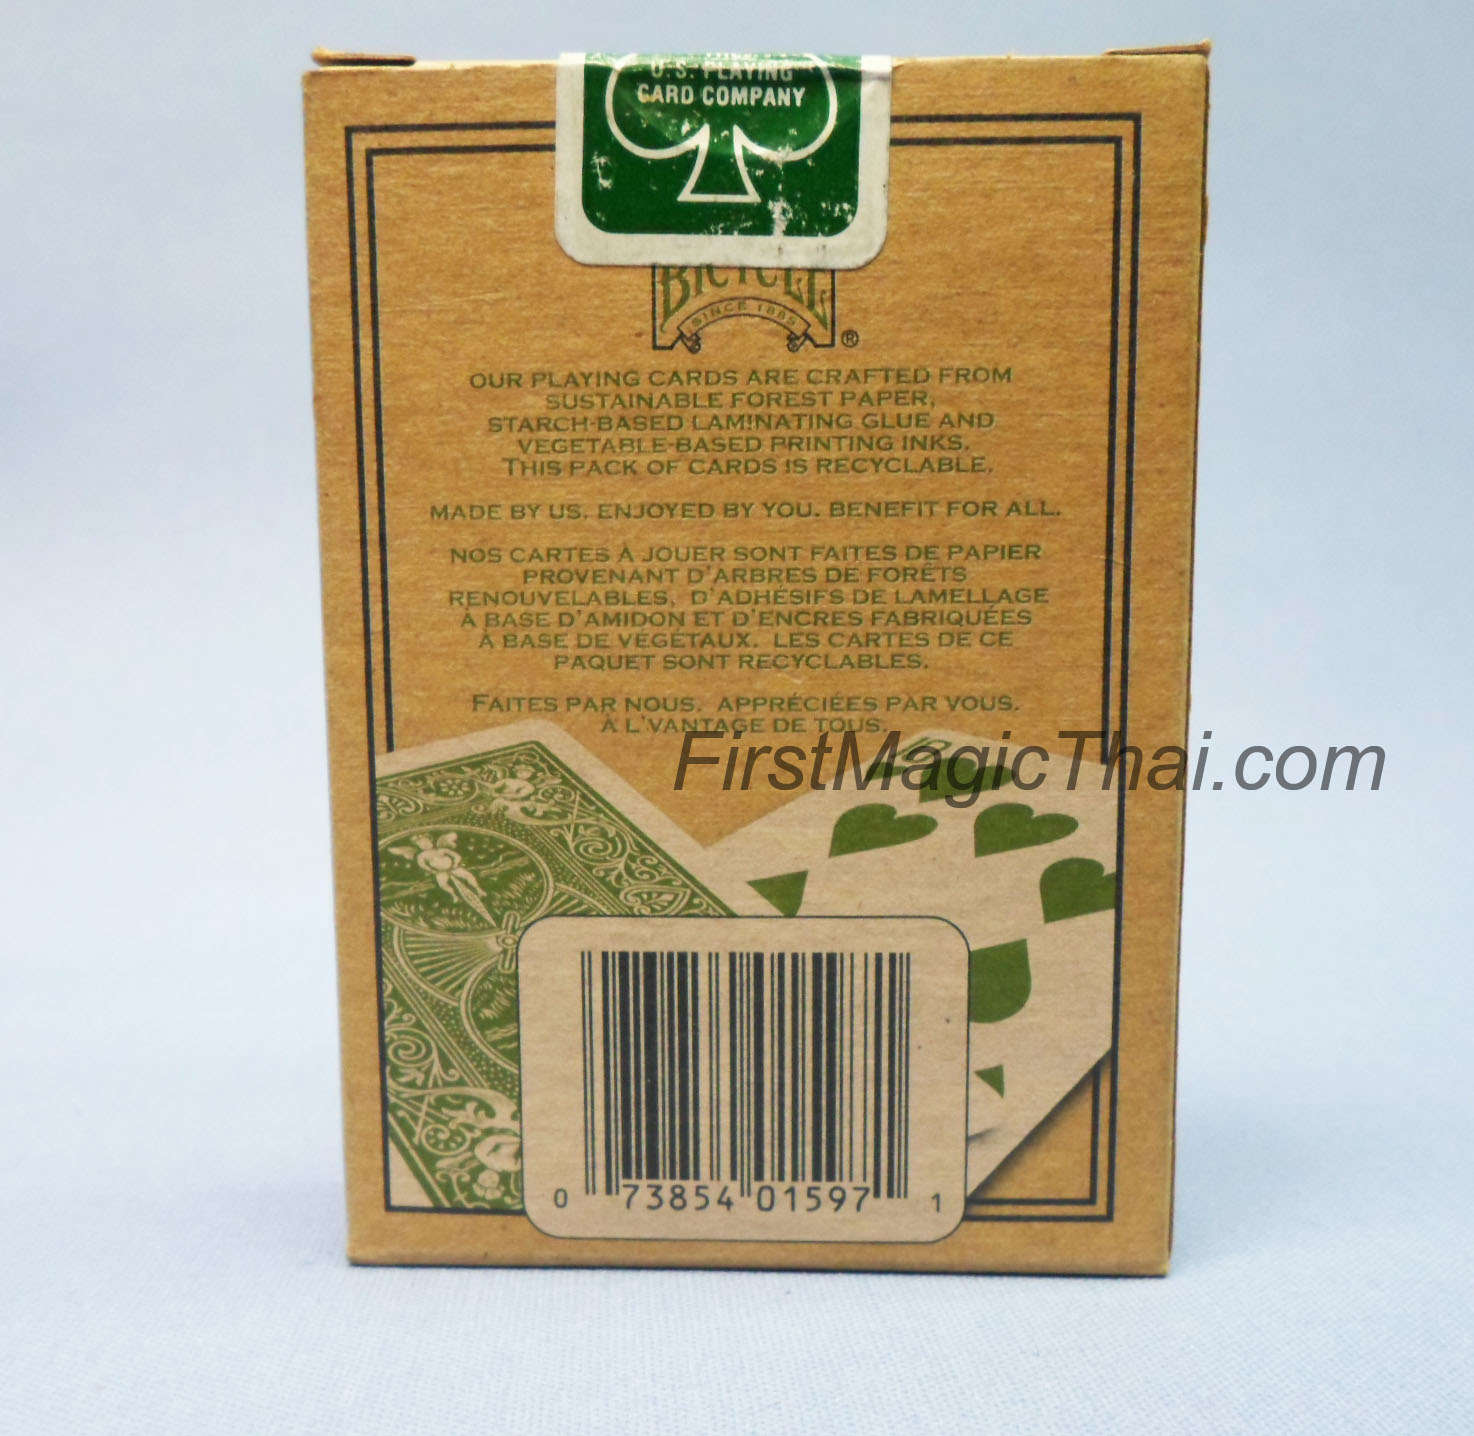 U.S. PLAYING
CARD COMPANY
BICYCLE
SINCE 1885
®
OUR PLAYING CARDS ARE CRAFTED FROM
SUSTAINABLE FOREST PAPER,
STARCH-BASED LAMINATING GLUE AND
VEGETABLE-BASED PRINTING INKS.
THIS PACK OF CARDS IS RECYCLABLE.
MADE BY US. ENJOYED BY YOU. BENEFIT FOR ALL.
NOS CARTES À JOUER SONT FAITES DE PAPIER
PROVENANT D'ARBRES DE FORÊTS
RENOUVELABLES, D'ADHÉSIFS DE LAMELLAGE
À BASE D'AMIDON ET D'ENCRES FABRIQUÉES
À BASE DE VÉGÉTAUX. LES CARTES DE CE
PAQUET SONT RECYCLABLES.
FAITES PAR NOUS. APPRÉCIÉES PAR VOUS.
À L'VANTAGE DE TOUS.
FirstMagicThai.com
0 73854 01597 1